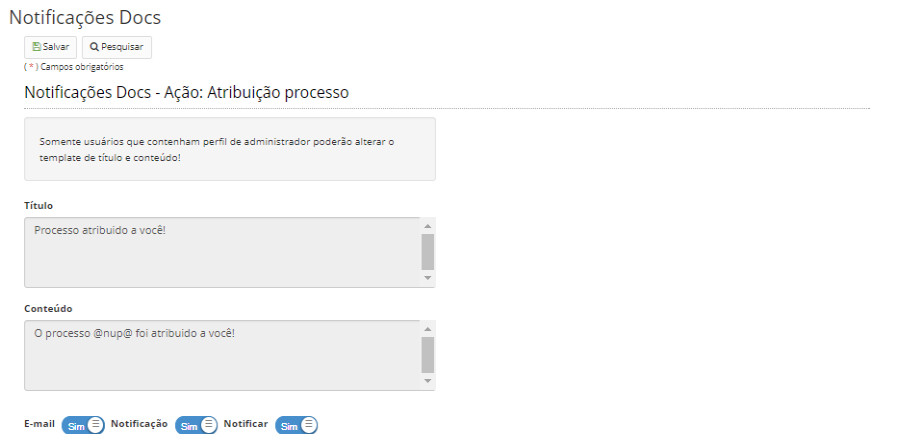 Notificações Docs
Salvar Pesquisar
(*) Campos obrigatórios
Notificações Docs - Ação: Atribuição processo
Somente usuários que contenham perfil de administrador poderão alterar o
template de título e conteúdo!
Título
Processo atribuido a você!
Conteúdo
O processo @nup@ foi atribuido a você!
E-mail Sim Notificação Sim Notificar Sim